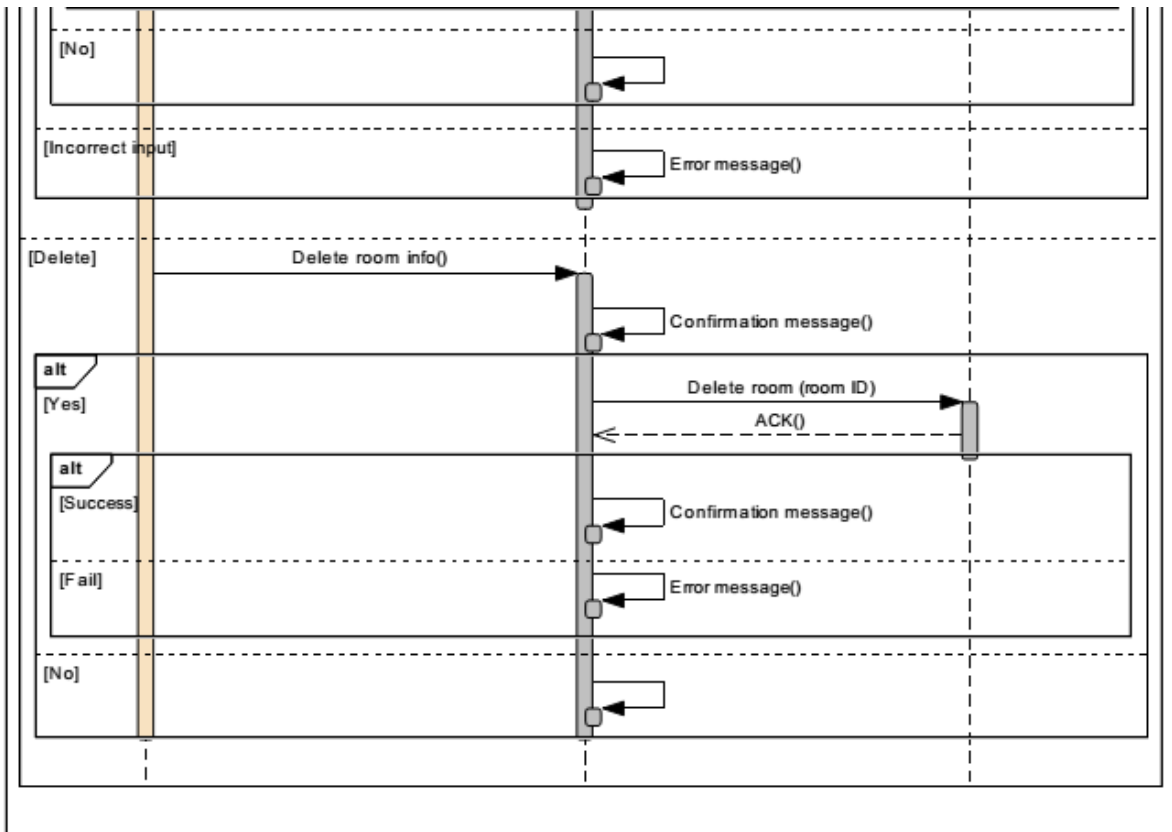 [No]
[Incorrect input]
Error message()
[Delete]
Delete room info()
Confirmation message()
alt
[Yes]
Delete room (room ID)
ACK()
alt
[Success]
Confirmation message()
[Fail]
Error message()
[No]